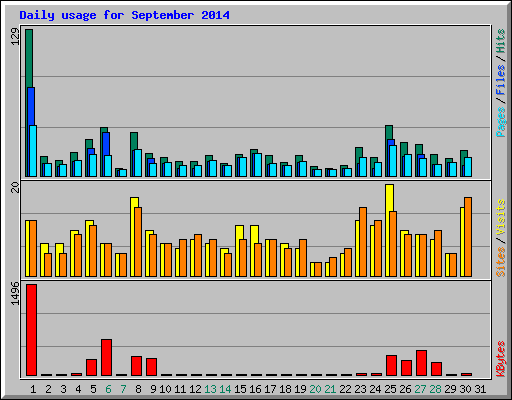 Daily usage for September 2014
129
Pages / Files / Hits
20
Sites / Visits
1496
KBytes
1 2 3 4 5 6 7 8 9 10 11 12 13 14 15 16 17 18 19 20 21 22 23 24 25 26 27 28 29 30 31